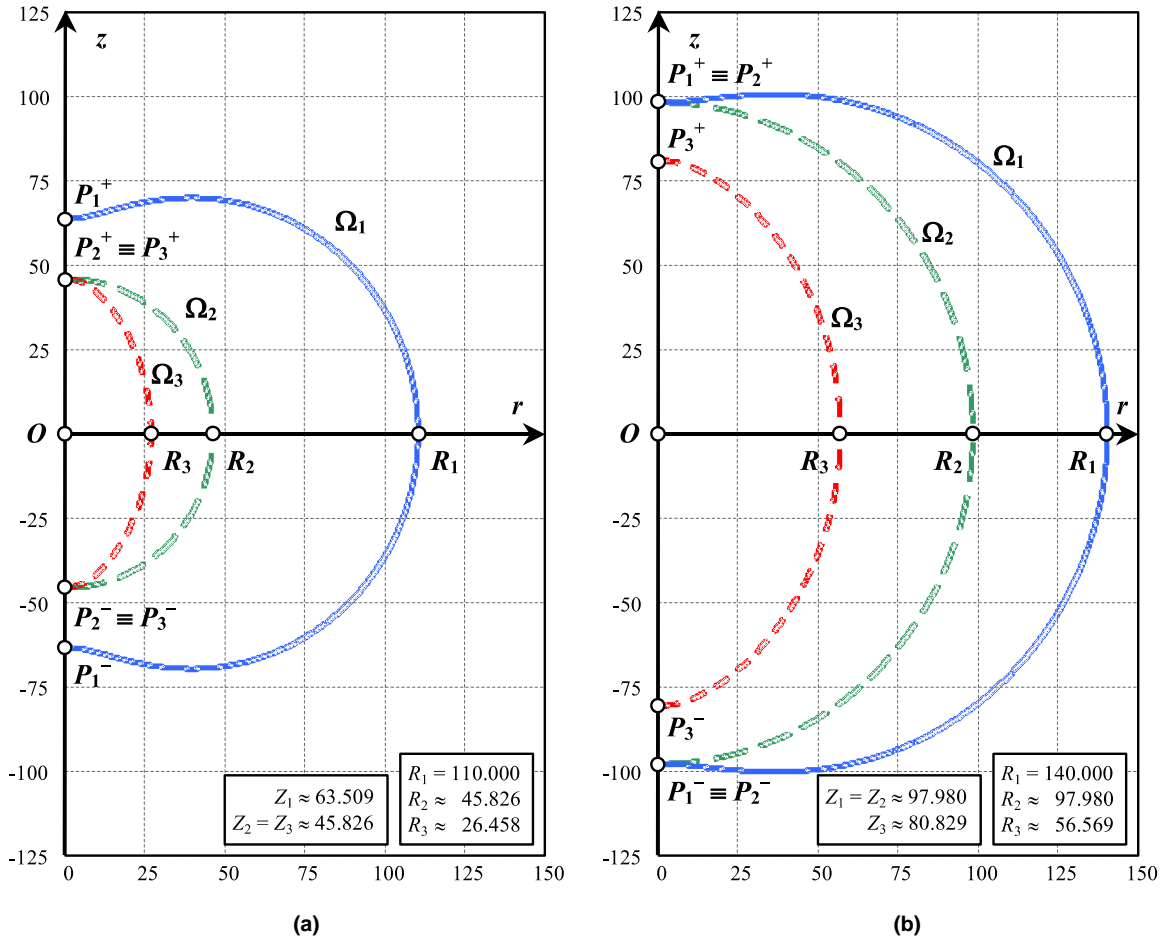 125
z
100
75
P₁⁺
Ω₁
P₂⁺ ≡ P₃⁺
50
Ω₂
25
Ω₃
r
O
R₃
R₂
R₁
-25
-50
P₂⁻ ≡ P₃⁻
P₁⁻
-75
-100
Z₁ ≈ 63.509
Z₂ = Z₃ ≈ 45.826
R₁ = 110.000
R₂ ≈ 45.826
R₃ ≈ 26.458
-125
0 25 50 75 100 125 150
(a)
125
z
P₁⁺ ≡ P₂⁺
100
P₃⁺
Ω₁
75
Ω₂
50
Ω₃
25
r
O
R₃
R₂
R₁
-25
-50
-75
P₃⁻
-100
P₁⁻ ≡ P₂⁻
Z₁ = Z₂ ≈ 97.980
Z₃ ≈ 80.829
R₁ = 140.000
R₂ ≈ 97.980
R₃ ≈ 56.569
-125
0 25 50 75 100 125 150
(b)